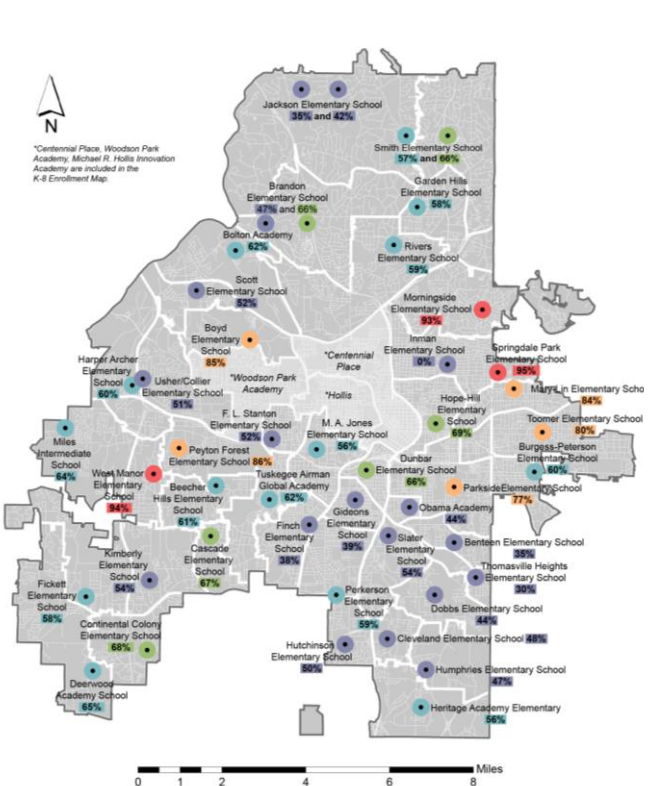 Jackson Elementary School
35% and 42%
N
*Centennial Place, Woodson Park
Academy, Michael R. Hollis Innovation
Academy are included in the
K-8 Enrollment Map.
Smith Elementary School
57% and 66%
Garden Hills
Elementary School
58%
Brandon
Elementary School
47% and 66%
Bolton Academy
62%
Rivers
Elementary School
59%
Scott
Elementary School
52%
Morningside
Elementary School
93%
Boyd
Elementary
School
85%
Inman
Elementary School
0%
Springdale Park
Elementary School
95%
*Centennial
Place
Harper Archer
Elementary
School
60%
Usher/Collier
Elementary School
51%
*Woodson Park
Academy
*Hollis
Mary Lin Elementary Scho
84%
Hope-Hill
Elementary
School
69%
F. L. Stanton
Elementary School
52%
M. A. Jones
Elementary School
56%
Toomer Elementary School
80%
Miles
Intermediate
School
64%
Peyton Forest
Elementary School 86%
Burgess-Peterson
Elementary School
60%
West Manor
Elementary
School
94%
Beecher
Hills Elementary
School
61%
Tuskegee Airman
Global Academy
62%
Dunbar
Elementary School
66%
Parkside Elementary School
77%
Finch
Elementary
School
38%
Gideons
Elementary
School
39%
Obama Academy
44%
Cascade
Elementary
School
67%
Slater
Elementary
School
54%
Benteen Elementary School
35%
Kimberly
Elementary
School
54%
Thomasville Heights
Elementary School
30%
Fickett
Elementary
School
58%
Perkerson
Elementary
School
59%
Dobbs Elementary School
44%
Continental Colony
Elementary School
68%
Hutchinson
Elementary School
50%
Cleveland Elementary School 48%
Deerwood
Academy School
65%
Humphries Elementary School
47%
Heritage Academy Elementary
56%
Miles
0 1 2 4 6 8